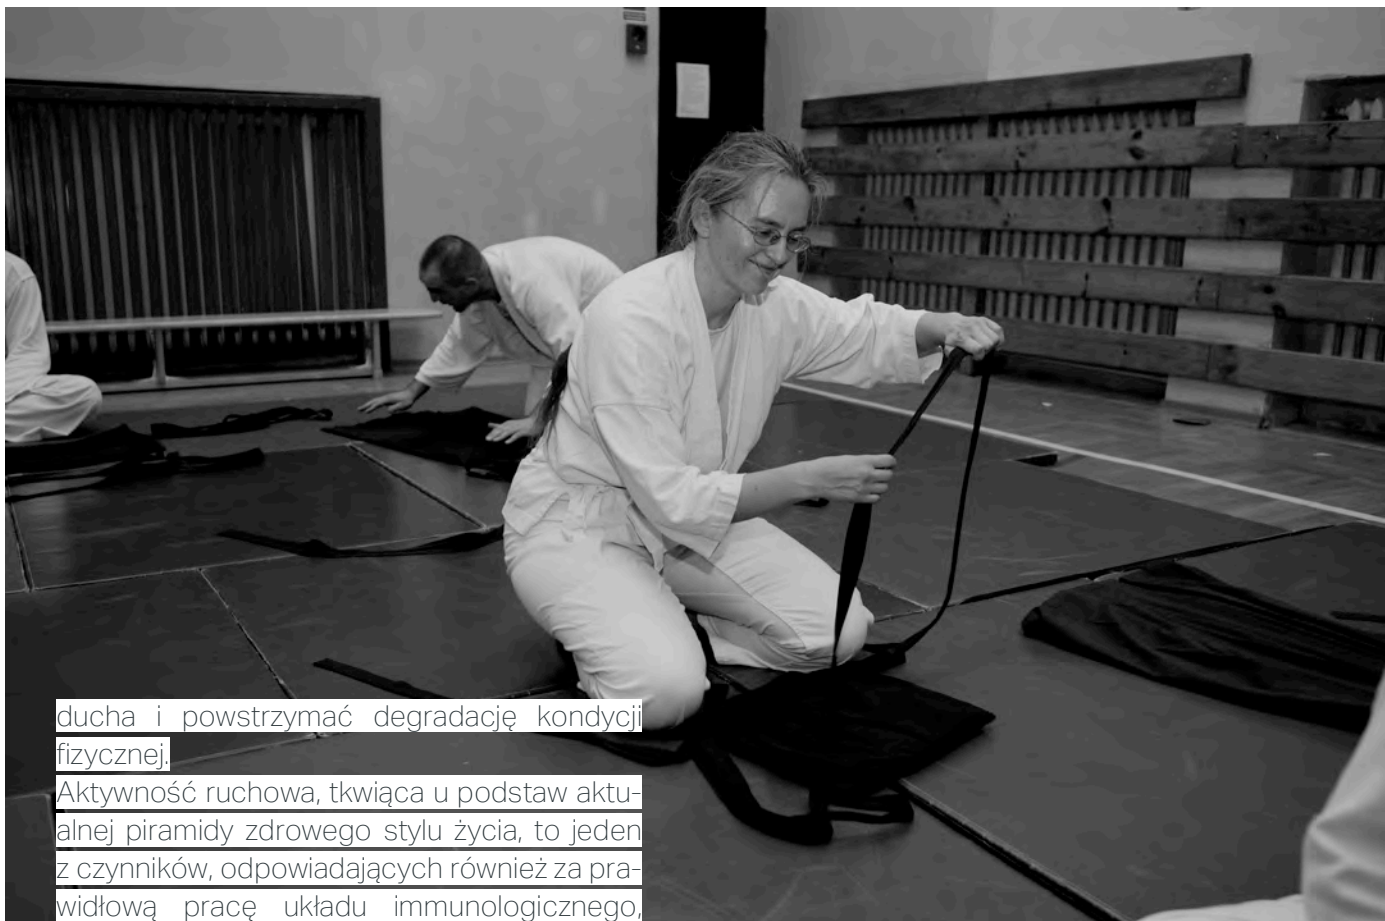 ducha i powstrzymać degradację kondycji
fizycznej.
Aktywność ruchowa, tkwiąca u podstaw aktu-
alnej piramidy zdrowego stylu życia, to jeden
z czynników, odpowiadających również za pra-
widłową pracę układu immunologicznego,